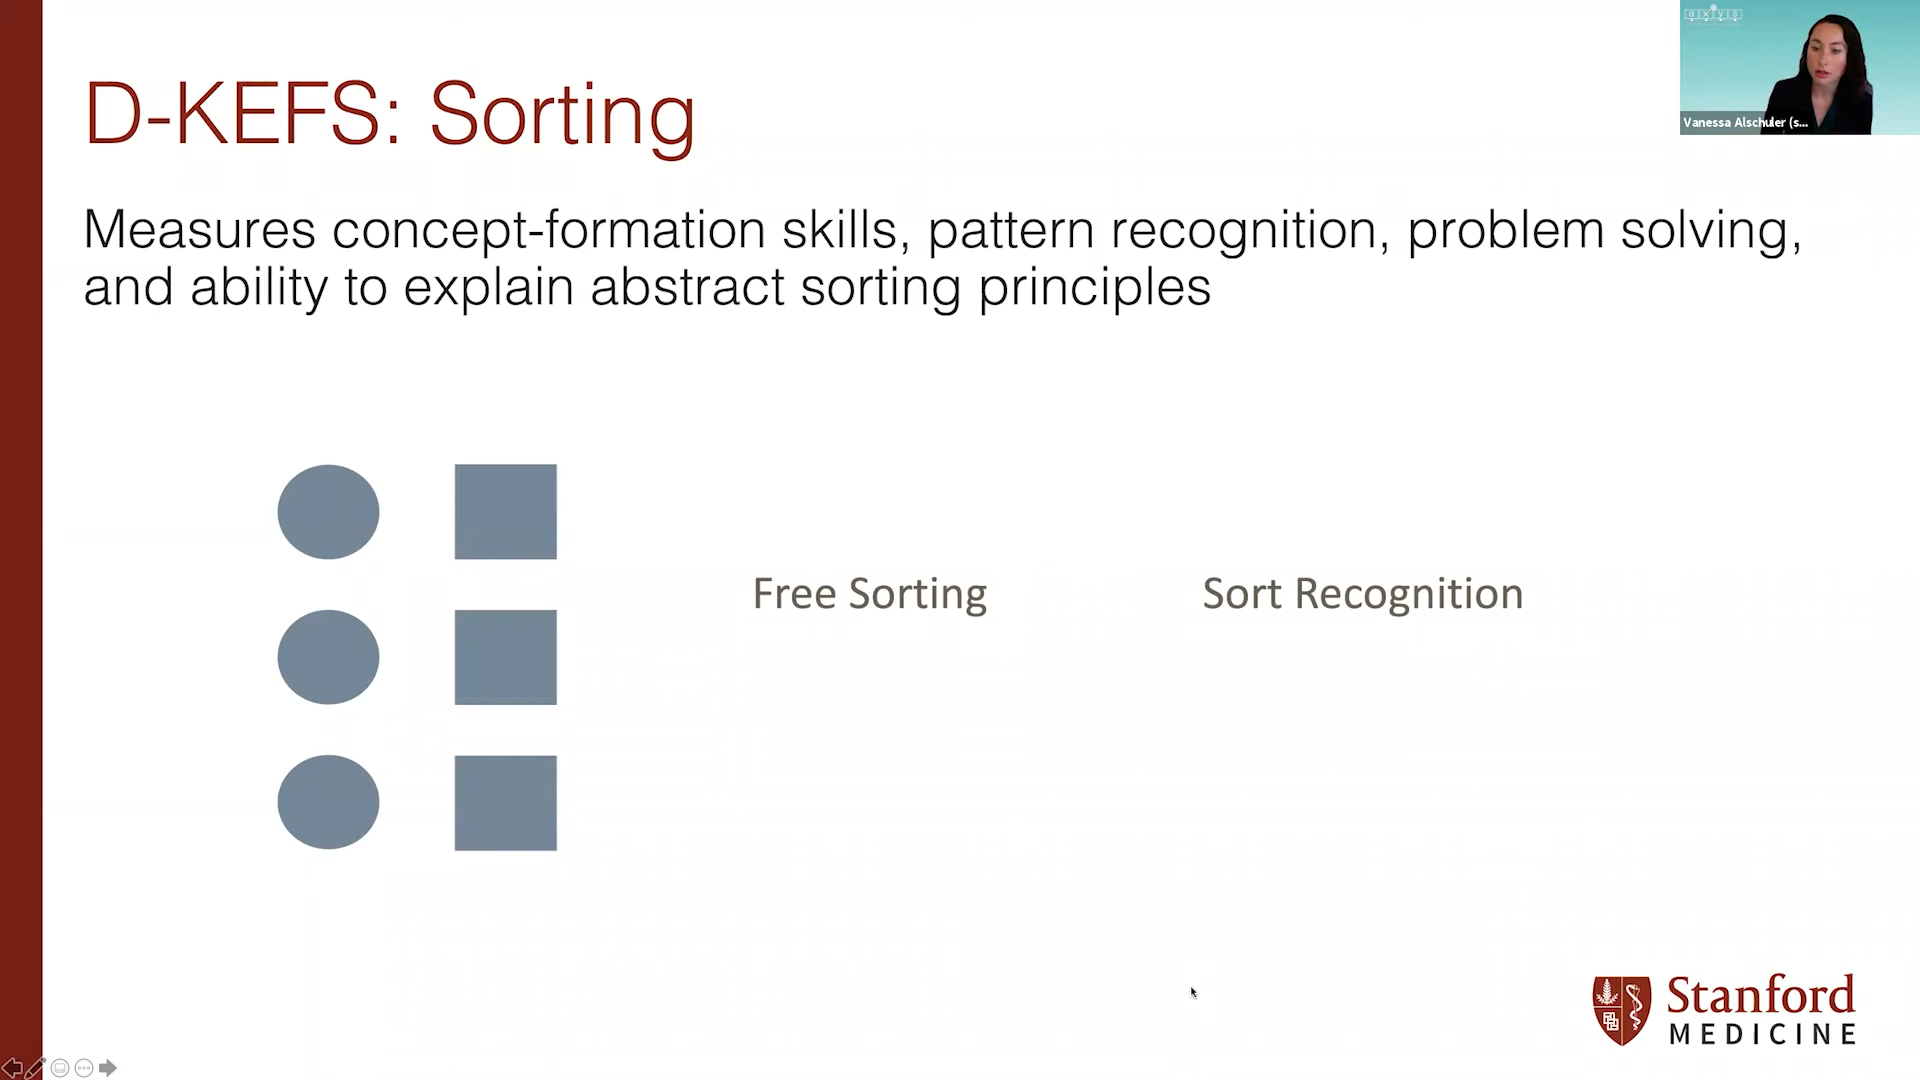 D-KEFS: Sorting
Measures concept-formation skills, pattern recognition, problem solving,
and ability to explain abstract sorting principles
Free Sorting
Sort Recognition
Vanessa Alschuler (s...
Stanford
MEDICINE